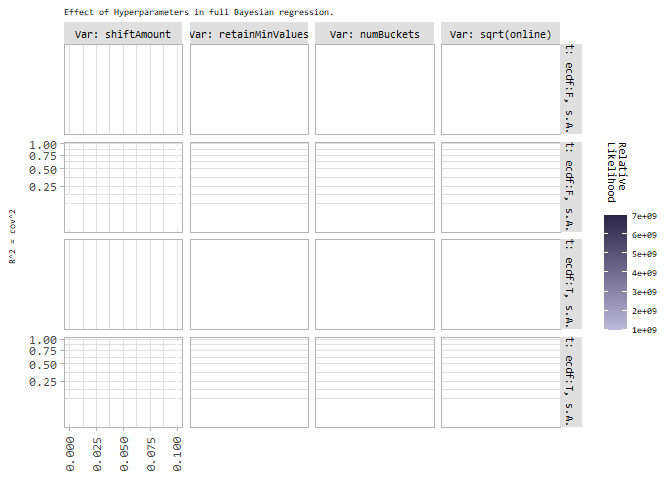 Effect of Hyperparameters in full Bayesian regression.
Var: shiftAmount
Var: retainMinValues
Var: numBuckets
Var: sqrt(online)
t: ecdf:F, s.A.
1.00
0.75
0.50
0.25
t: ecdf:F, s.A.
R^2 = cov^2
t: ecdf:T, s.A.
1.00
0.75
0.50
0.25
t: ecdf:T, s.A.
0.000
0.025
0.050
0.075
0.100
Relative
Likelihood
7e+09
6e+09
5e+09
4e+09
3e+09
2e+09
1e+09